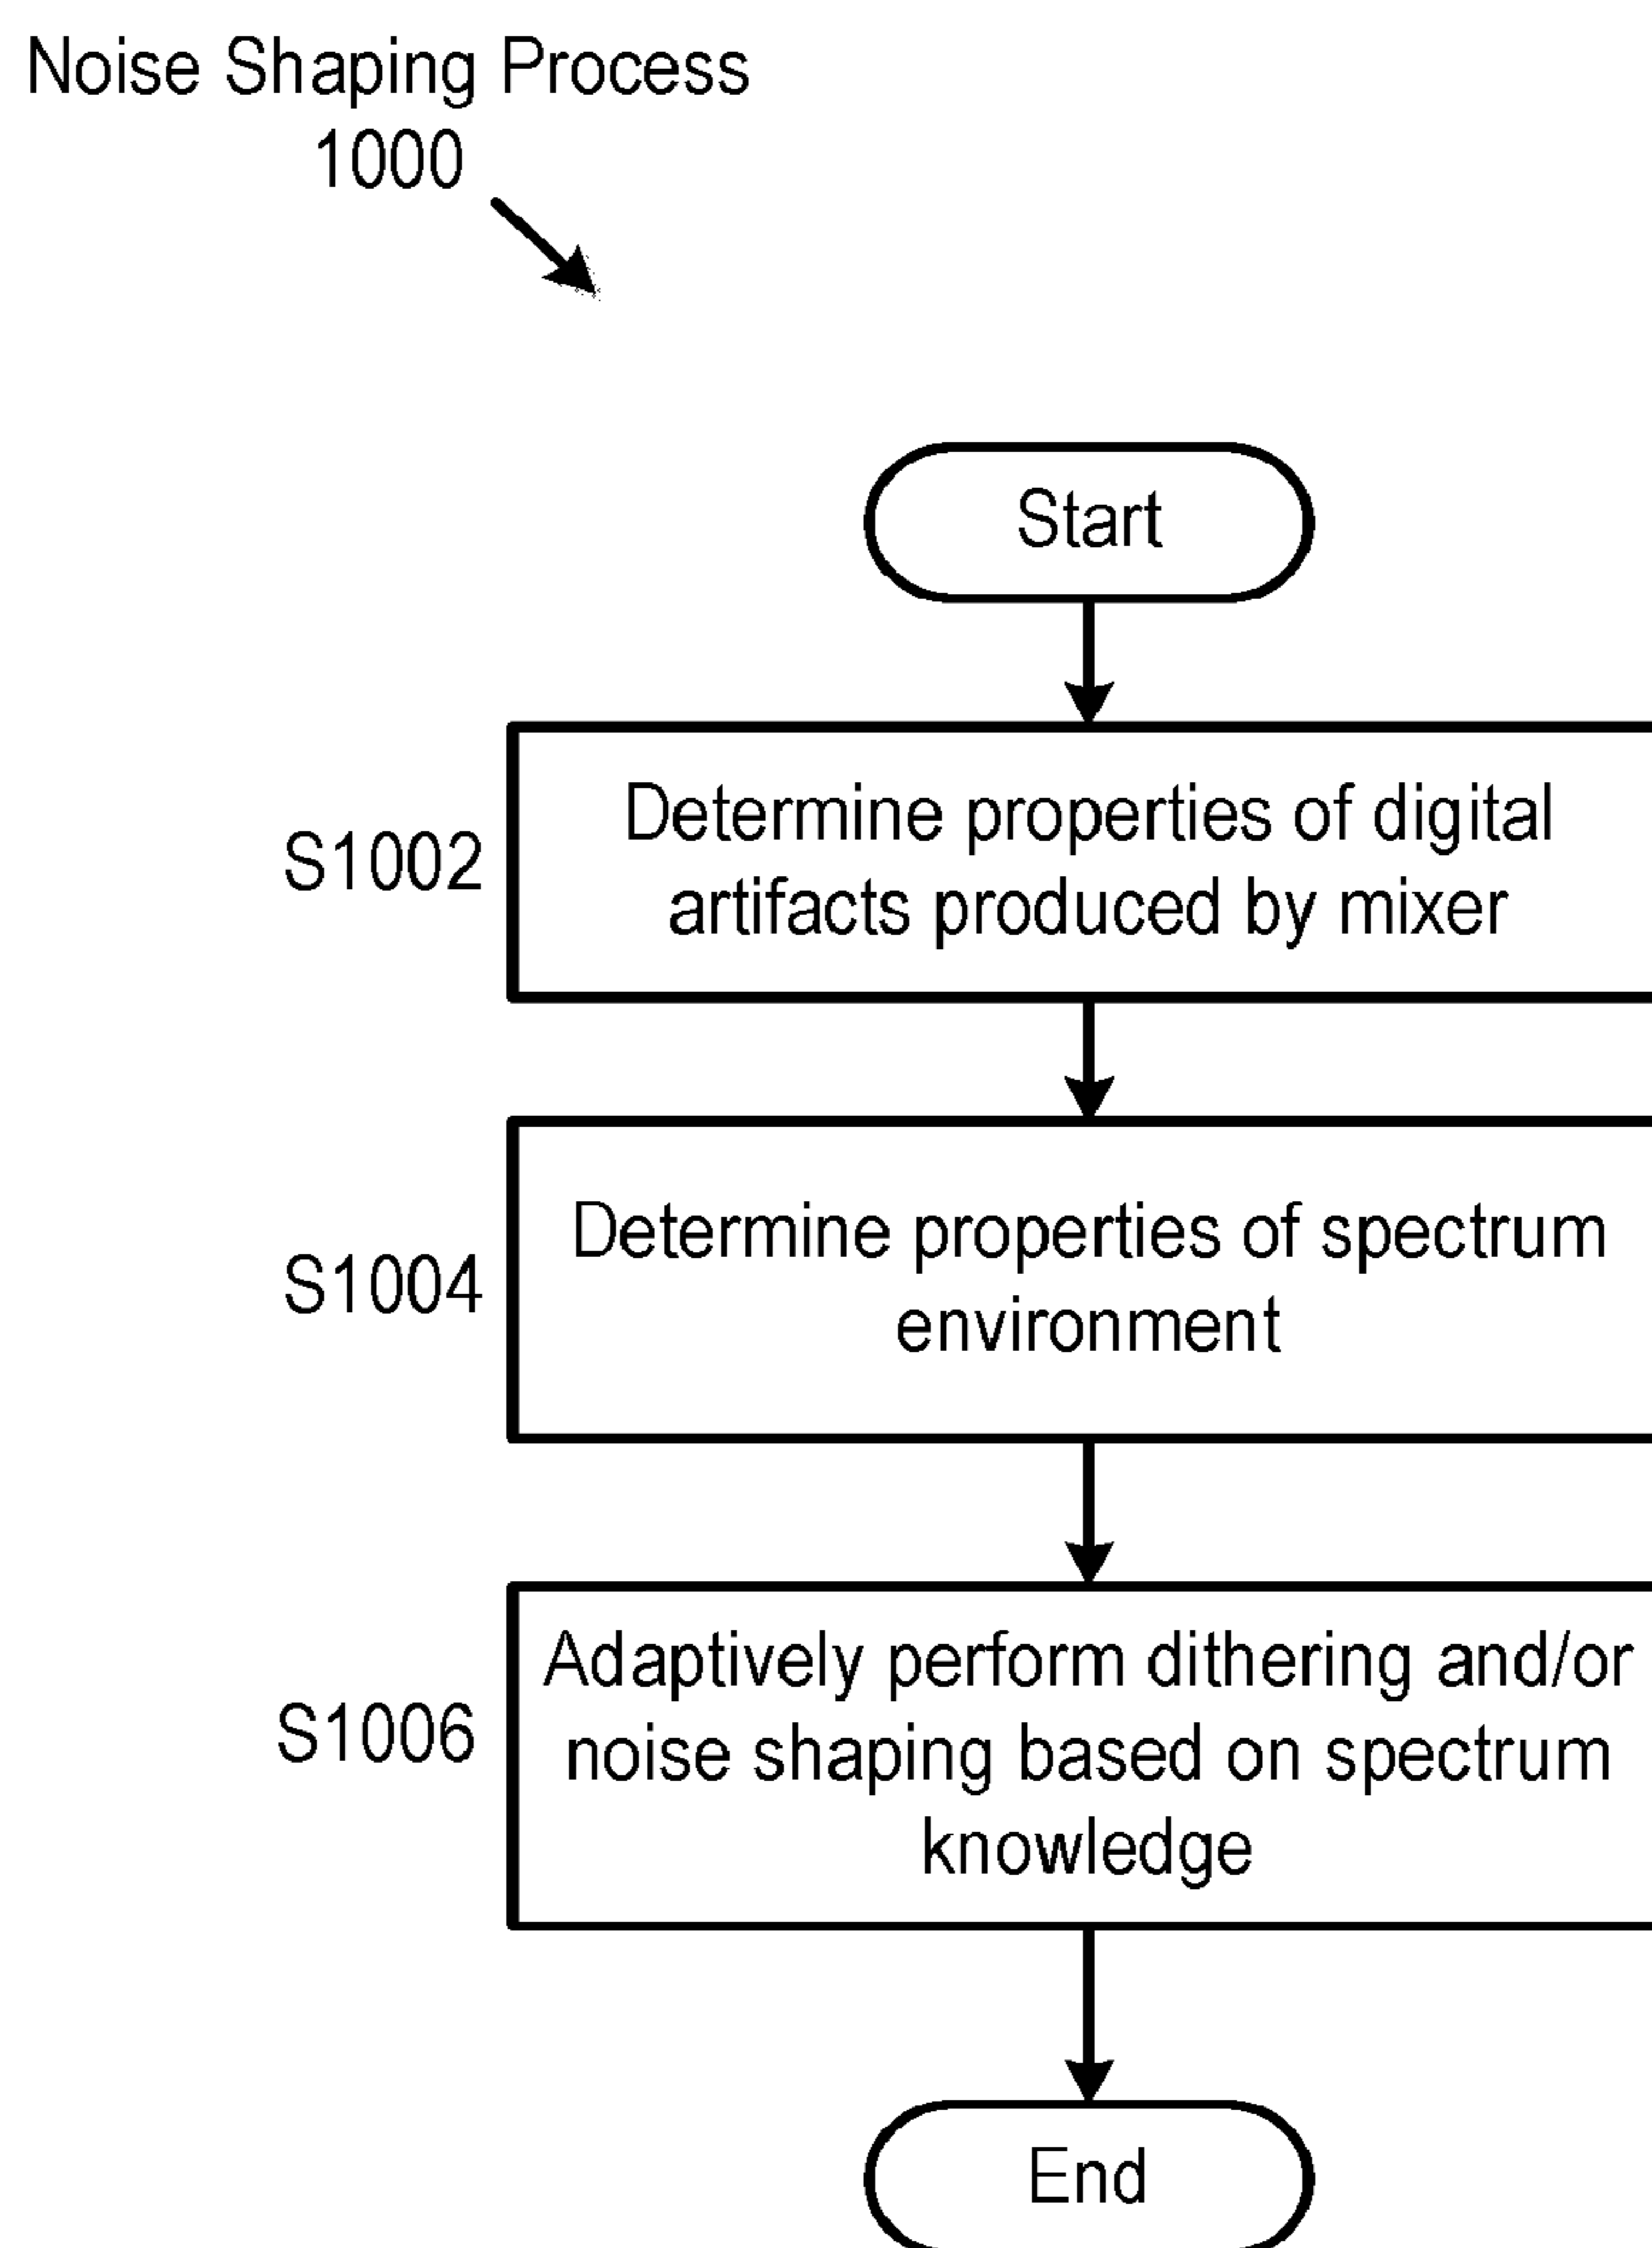 Noise Shaping Process
1000
Start
S1002
Determine properties of digital
artifacts produced by mixer
S1004
Determine properties of spectrum
environment
S1006
Adaptively perform dithering and/or
noise shaping based on spectrum
knowledge
End